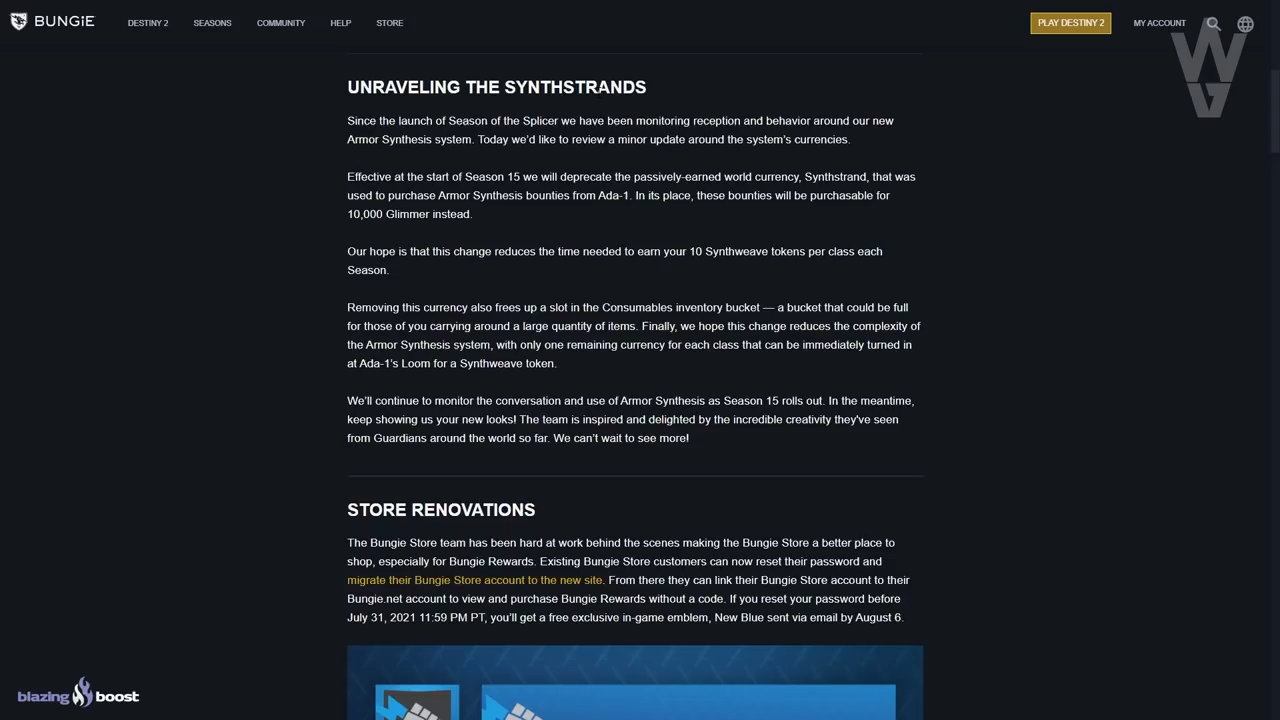 BUNGiE DESTINY 2 SEASONS COMMUNITY HELP STORE PLAY DESTINY 2 MY ACCOUNT
UNRAVELING THE SYNTHSTRANDS
Since the launch of Season of the Splicer we have been monitoring reception and behavior around our new
Armor Synthesis system. Today we’d like to review a minor update around the system’s currencies.
Effective at the start of Season 15 we will deprecate the passively-earned world currency, Synthstrand, that was
used to purchase Armor Synthesis bounties from Ada-1. In its place, these bounties will be purchasable for
10,000 Glimmer instead.
Our hope is that this change reduces the time needed to earn your 10 Synthweave tokens per class each
Season.
Removing this currency also frees up a slot in the Consumables inventory bucket — a bucket that could be full
for those of you carrying around a large quantity of items. Finally, we hope this change reduces the complexity of
the Armor Synthesis system, with only one remaining currency for each class that can be immediately turned in
at Ada-1’s Loom for a Synthweave token.
We’ll continue to monitor the conversation and use of Armor Synthesis as Season 15 rolls out. In the meantime,
keep showing us your new looks! The team is inspired and delighted by the incredible creativity they've seen
from Guardians around the world so far. We can’t wait to see more!
STORE RENOVATIONS
The Bungie Store team has been hard at work behind the scenes making the Bungie Store a better place to
shop, especially for Bungie Rewards. Existing Bungie Store customers can now reset their password and
migrate their Bungie Store account to the new site. From there they can link their Bungie Store account to their
Bungie.net account to view and purchase Bungie Rewards without a code. If you reset your password before
July 31, 2021 11:59 PM PT, you’ll get a free exclusive in-game emblem, New Blue sent via email by August 6.
blazing boost